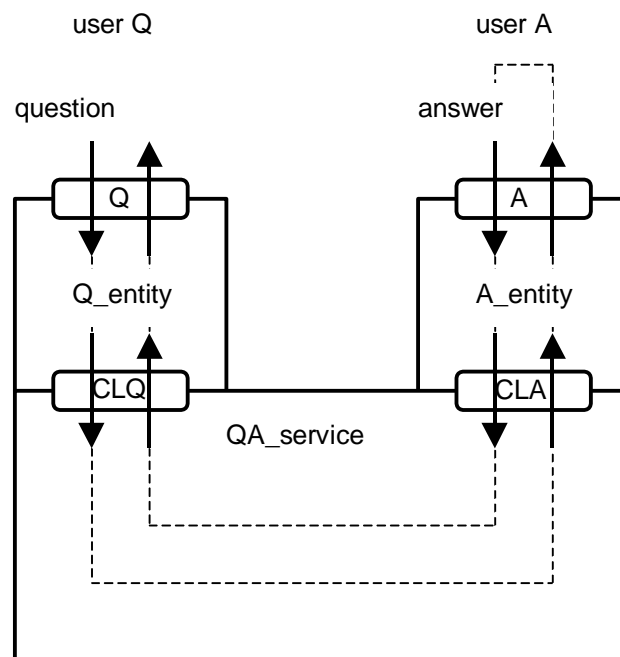 user Q
user A
question
answer
Q
A
Q_entity
A_entity
CLQ
CLA
QA_service